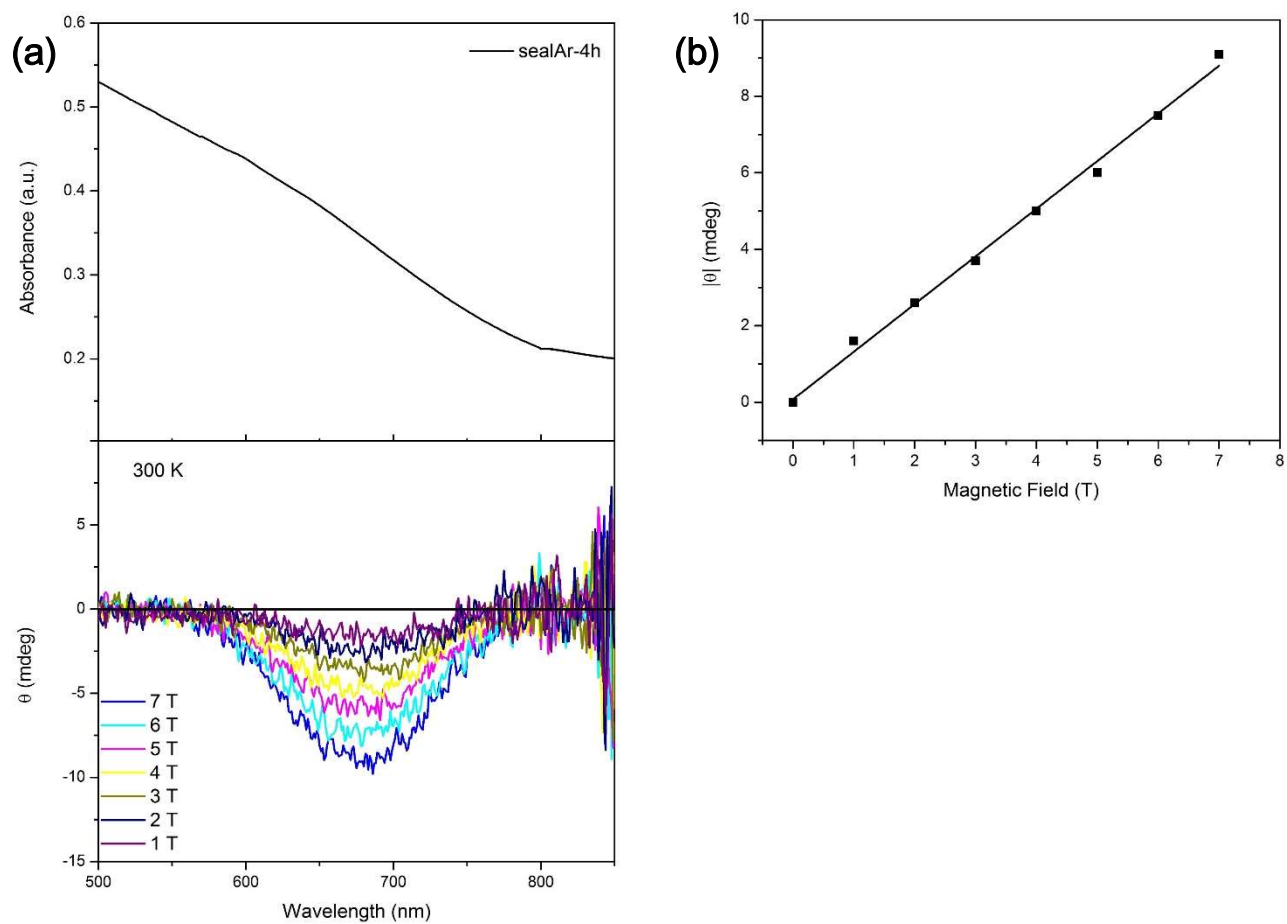 (a)
sealAr-4h
0.6
0.5
0.4
0.3
0.2
Absorbance (a.u.)
300 K
5
0
-5
-10
-15
θ (mdeg)
7 T
6 T
5 T
4 T
3 T
2 T
1 T
500 600 700 800
Wavelength (nm)
(b)
10
8
6
4
2
0
|θ| (mdeg)
0 1 2 3 4 5 6 7 8
Magnetic Field (T)